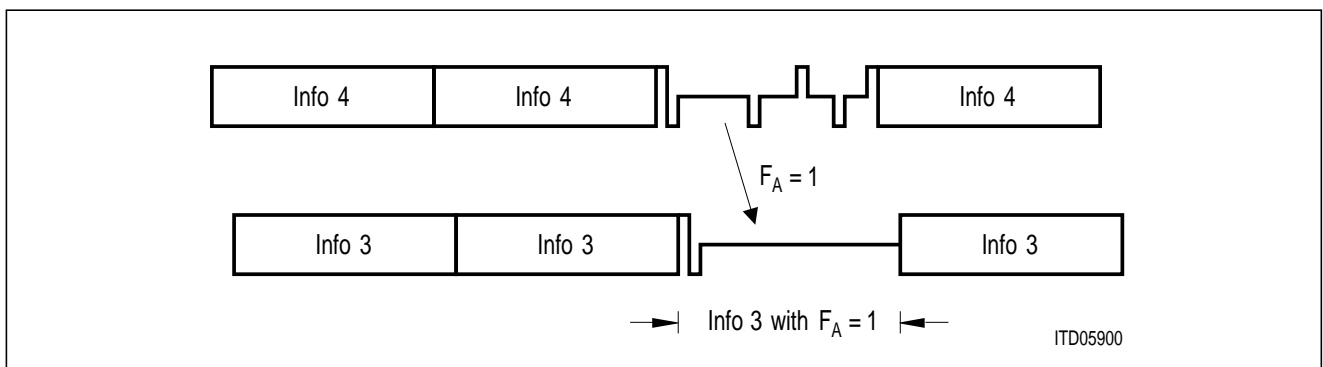 Info 4 Info 4 Info 4
F_A = 1
Info 3 Info 3 Info 3
Info 3 with F_A = 1
ITD05900